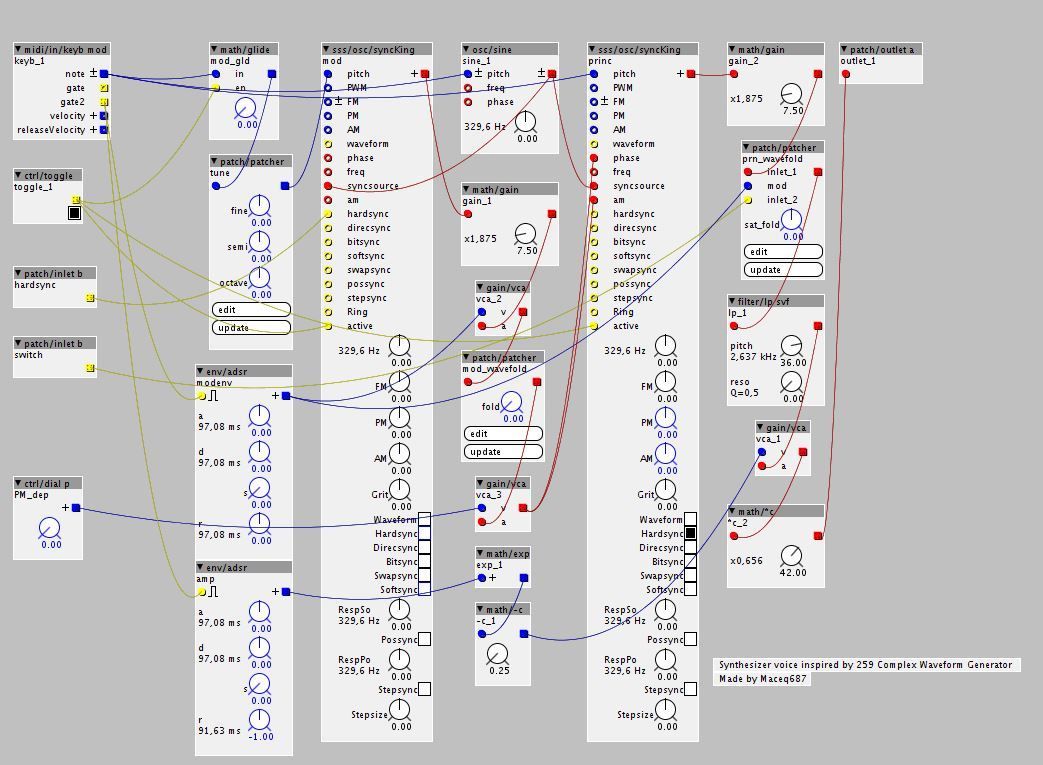 midi/in/keyb mod
keyb_1
note
gate
gate2
velocity
releaseVelocity
ctrl/toggle
toggle_1
patch/inlet b
hardsync
patch/inlet b
switch
ctrl/dial p
PM_dep
0.00
math/glide
mod_gld
in
en
0.00
patch/patcher
tune
fine
0.00
semi
0.00
octave
0.00
edit
update
env/adsr
modenv
a
97,08 ms
0.00
d
97,08 ms
0.00
s
0.00
r
97,08 ms
0.00
env/adsr
amp
a
97,08 ms
0.00
d
97,08 ms
0.00
s
0.00
r
91,63 ms
-1.00
sss/osc/syncKing
mod
pitch
PWM
FM
PM
AM
waveform
phase
freq
syncsource
am
hardsync
direcsync
bitsync
softsync
swapsync
possync
stepsync
Ring
active
329,6 Hz
0.00
FM
0.00
PM
0.00
AM
0.00
Grit
0.00
Waveform
Hardsync
Direcsync
Bitsync
Swapsync
Softsync
RespSo
329,6 Hz
0.00
Possync
RespPo
329,6 Hz
0.00
Stepsync
Stepsize
0.00
osc/sine
sine_1
pitch
freq
phase
329,6 Hz
0.00
math/gain
gain_1
x1,875
7.50
gain/vca
vca_2
v
a
patch/patcher
mod_wavefold
fold
0.00
edit
update
gain/vca
vca_3
v
a
math/exp
exp_1
math/-c
-c_1
0.25
sss/osc/syncKing
princ
pitch
PWM
FM
PM
AM
waveform
phase
freq
syncsource
am
hardsync
direcsync
bitsync
softsync
swapsync
possync
stepsync
Ring
active
329,6 Hz
0.00
FM
0.00
PM
0.00
AM
0.00
Grit
0.00
Waveform
Hardsync
Direcsync
Bitsync
Swapsync
Softsync
RespSo
329,6 Hz
0.00
Possync
RespPo
329,6 Hz
0.00
Stepsync
Stepsize
0.00
math/gain
gain_2
x1,875
7.50
patch/patcher
prn_wavefold
inlet_1
mod
inlet_2
sat_fold
0.00
edit
update
filter/lp svf
lp_1
pitch
2,637 kHz
36.00
reso
Q=0,5
0.00
gain/vca
vca_1
v
a
math/*c
*c_2
x0,656
42.00
patch/outlet a
outlet_1
Synthesizer voice inspired by 259 Complex Waveform Generator
Made by Maceq687